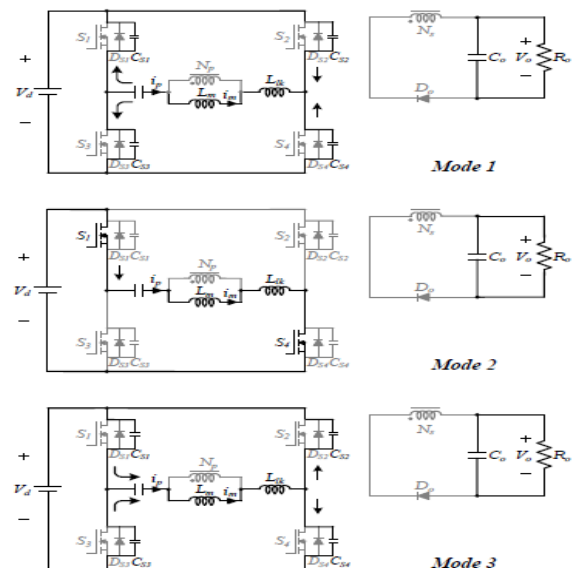 S1 DS1 CS1 S2 DS2 CS2
+ Vd −
ip Np Lm im Llk
S3 DS3 CS3 S4 DS4 CS4
Ns Do Co + Vo − Ro
Mode 1
S1 DS1 CS1 S2 DS2 CS2
+ Vd −
ip Np Lm im Llk
S3 DS3 CS3 S4 DS4 CS4
Ns Do Co + Vo − Ro
Mode 2
S1 DS1 CS1 S2 DS2 CS2
+ Vd −
ip Np Lm im Llk
S3 DS3 CS3 S4 DS4 CS4
Ns Do Co + Vo − Ro
Mode 3